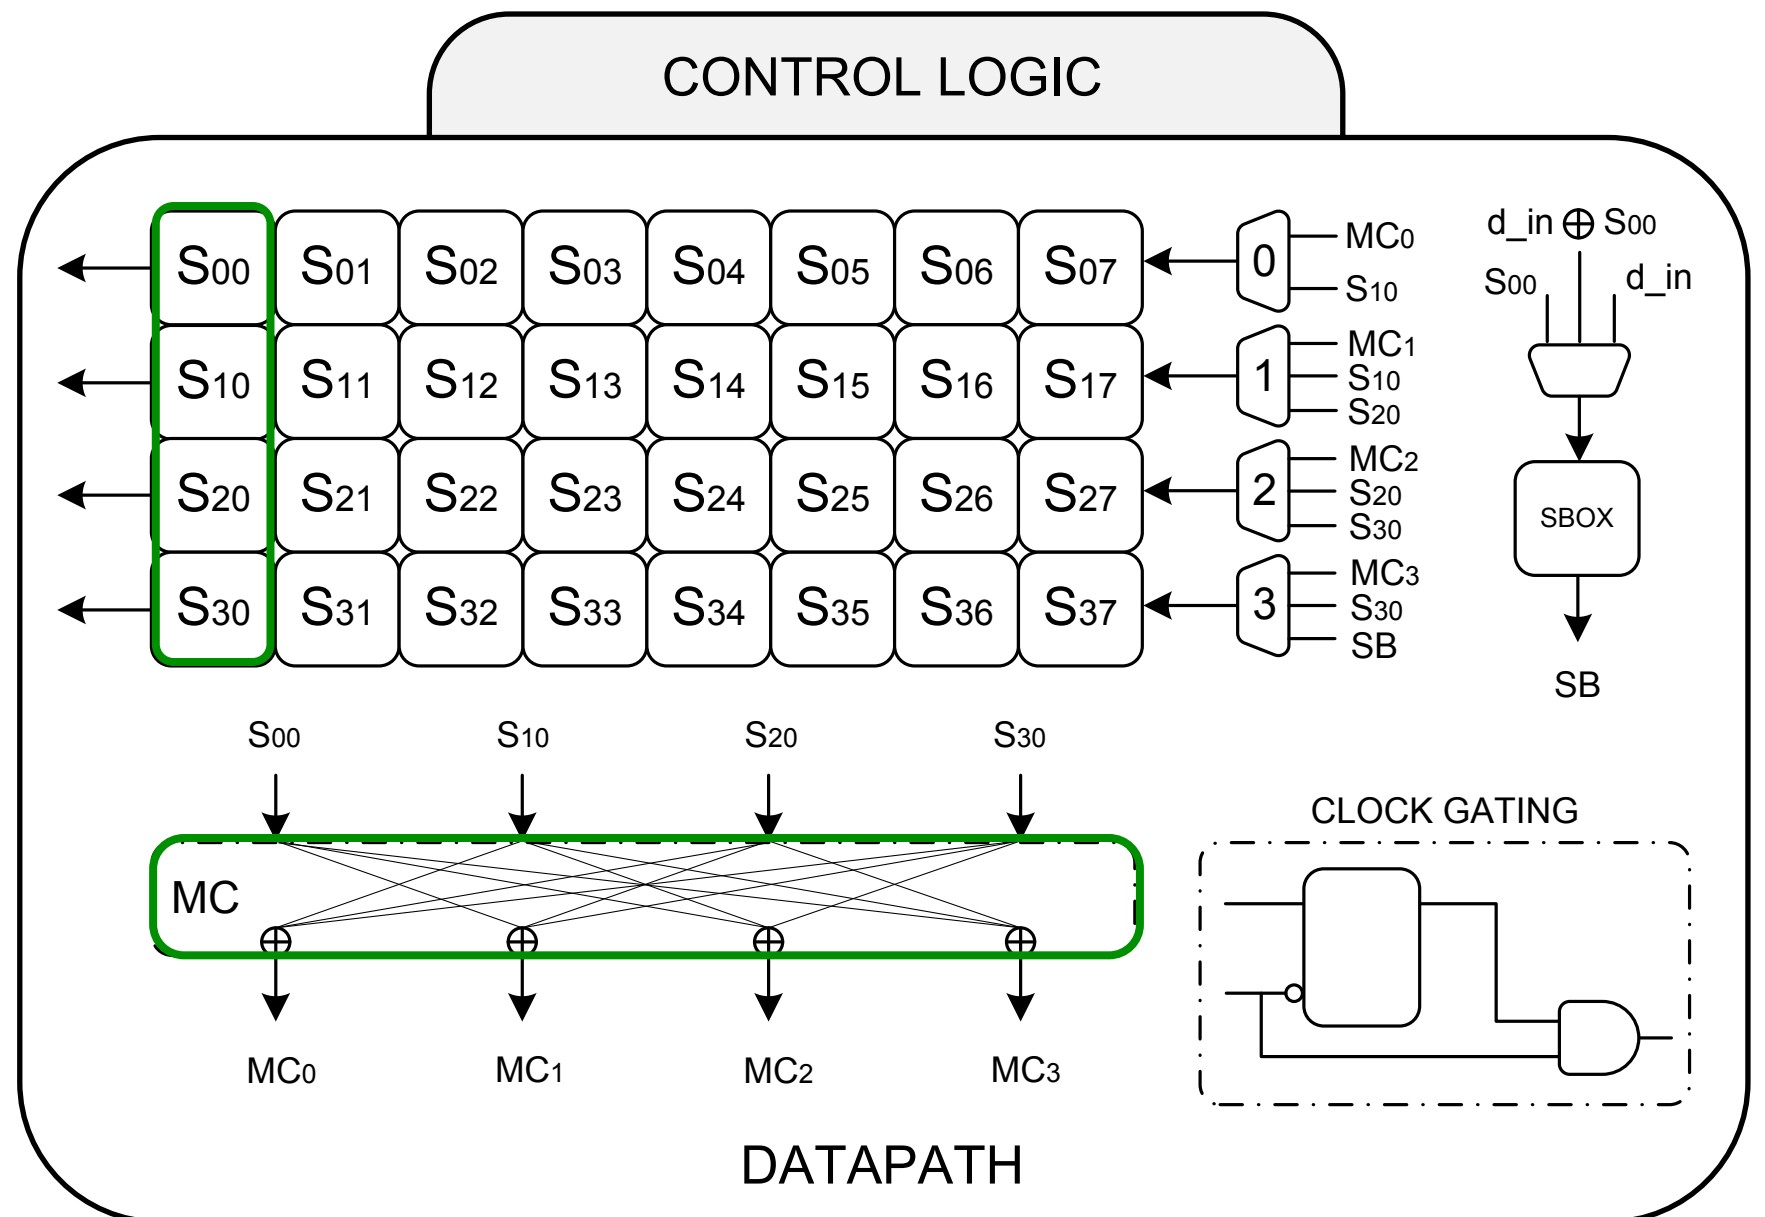 CONTROL LOGIC
S00 S01 S02 S03 S04 S05 S06 S07
S10 S11 S12 S13 S14 S15 S16 S17
S20 S21 S22 S23 S24 S25 S26 S27
S30 S31 S32 S33 S34 S35 S36 S37
0
MC0
S10
1
MC1
S10
S20
2
MC2
S20
S30
3
MC3
S30
SB
d_in ⊕ S00
S00
d_in
SBOX
SB
S00 S10 S20 S30
MC
MC0 MC1 MC2 MC3
CLOCK GATING
DATAPATH